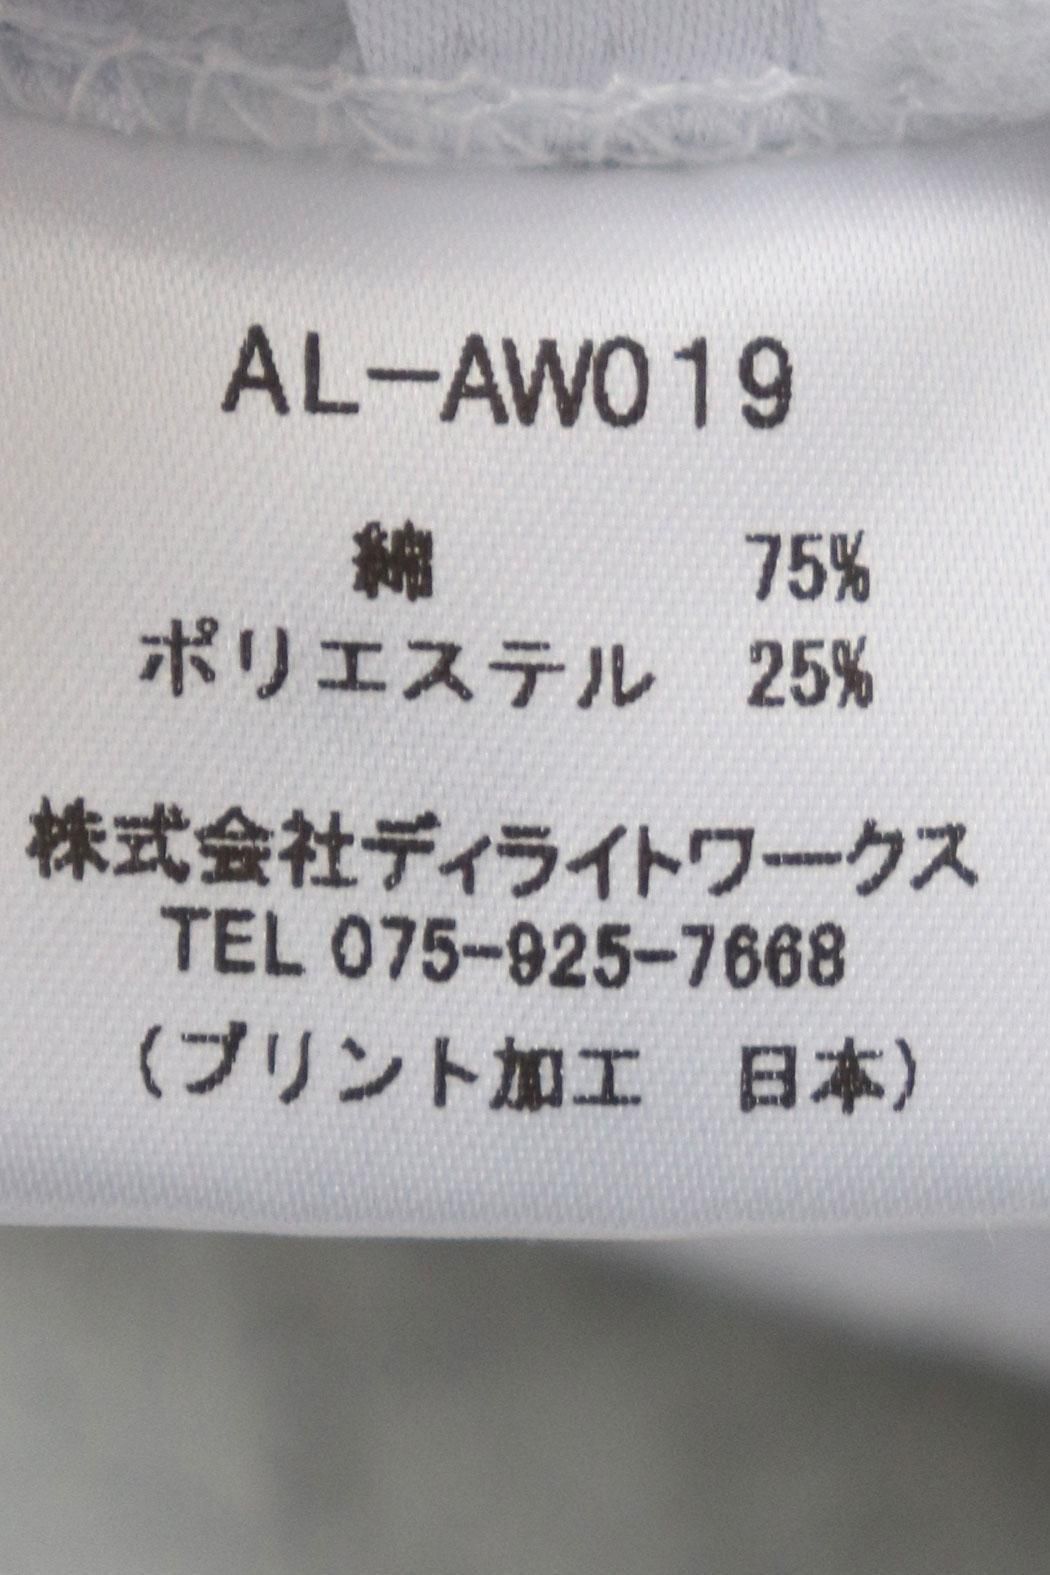 AL-AW019
綿 75%
ポリエステル 25%
株式会社ディライトワークス
TEL 075-925-7668
(プリント加工 日本)